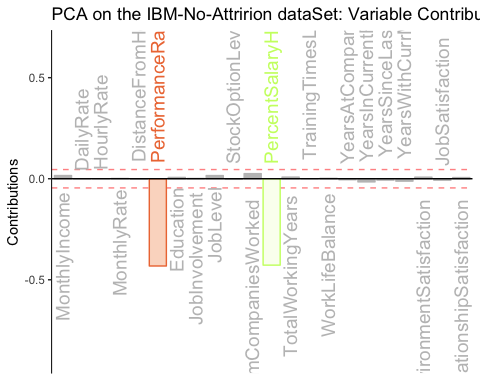 PCA on the IBM-No-Attririon dataSet: Variable Contribu
Contributions
0.5
0.0
-0.5
MonthlyIncome
DailyRate
HourlyRate
MonthlyRate
DistanceFromH
PerformanceRa
Education
JobInvolvement
JobLevel
StockOptionLev
mCompaniesWorked
PercentSalaryH
TotalWorkingYears
TrainingTimesL
WorkLifeBalance
YearsAtCompar
YearsInCurrentl
YearsSinceLas
YearsWithCurrM
ironmentSatisfaction
JobSatisfaction
ationshipSatisfaction